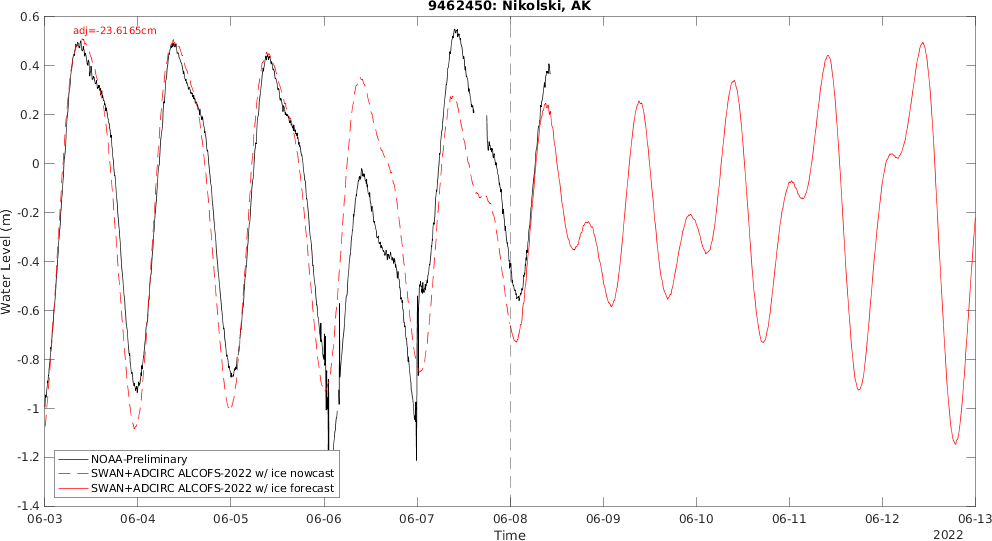 9462450: Nikolski, AK
adj=-23.6165cm
0.6
0.4
0.2
0
-0.2
-0.4
-0.6
-0.8
-1
-1.2
-1.4
Water Level (m)
NOAA-Preliminary
SWAN+ADCIRC ALCOFS-2022 w/ ice nowcast
SWAN+ADCIRC ALCOFS-2022 w/ ice forecast
06-03 06-04 06-05 06-06 06-07 06-08 06-09 06-10 06-11 06-12 06-13
Time
2022